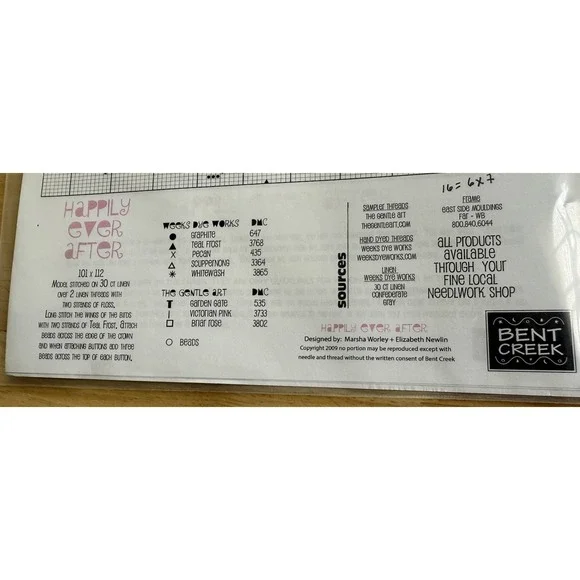 16 = 6 x 7
Happily
Ever
After
101 x 112
Model stitched on 30 ct linen
over 2 linen threads with
two strands of floss.
Long stitch the wings of the birds
with two strands of Teal Frost. Attach
beads across the edge of the crown
and when attaching buttons add three
beads across the top of each button.
Weeks Dye Works DMC
● Graphite 647
▲ Teal Frost 3768
X Pecan 435
△ Scuppernong 3364
✳ Whitewash 3865
The Gentle Art DMC
T Garden Gate 535
| Victorian Pink 3733
□ Briar Rose 3802
○ Beads
sources
Sampler Threads
The Gentle Art
thegentleart.com
Hand Dyed Threads
Weeks Dye Works
weeksdyeworks.com
Linen
Weeks Dye Works
30 ct linen
Confederate
Gray
Frame
East Side Mouldings
Far - WB
800.840.6044
All products
available
through your
fine local
needlwork shop
Happily Ever After
Designed by: Marsha Worley + Elizabeth Newlin
Copyright 2009 no portion may be reproduced except with
needle and thread without the written consent of Bent Creek
BENT
CREEK